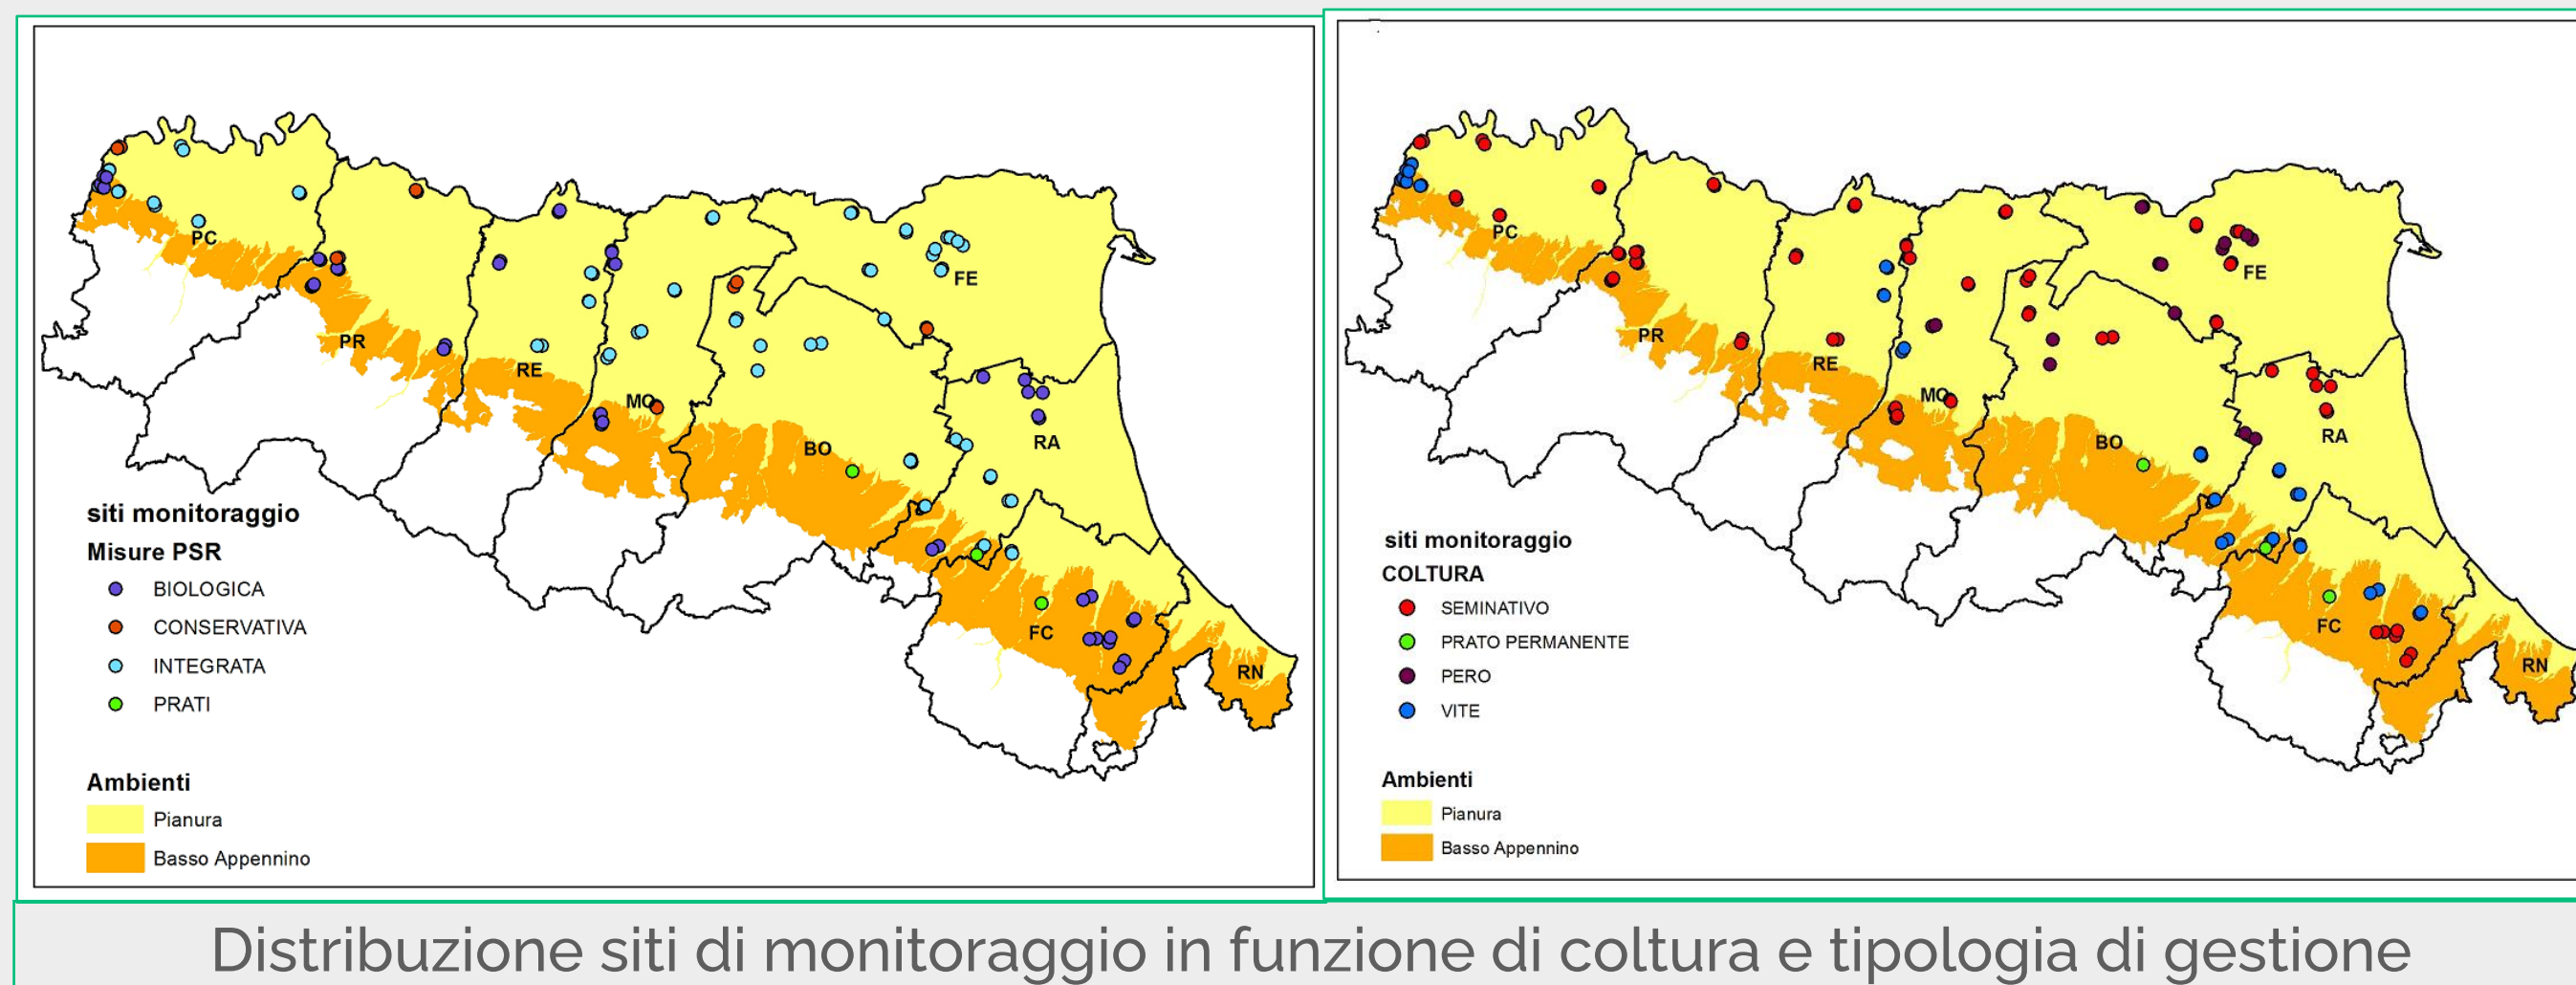 PC
PR
RE
MO
BO
FE
RA
FC
RN
siti monitoraggio
Misure PSR
BIOLOGICA
CONSERVATIVA
INTEGRATA
PRATI
Ambienti
Pianura
Basso Appennino
PC
PR
RE
MO
BO
FE
RA
FC
RN
siti monitoraggio
COLTURA
SEMINATIVO
PRATO PERMANENTE
PERO
VITE
Ambienti
Pianura
Basso Appennino
Distribuzione siti di monitoraggio in funzione di coltura e tipologia di gestione